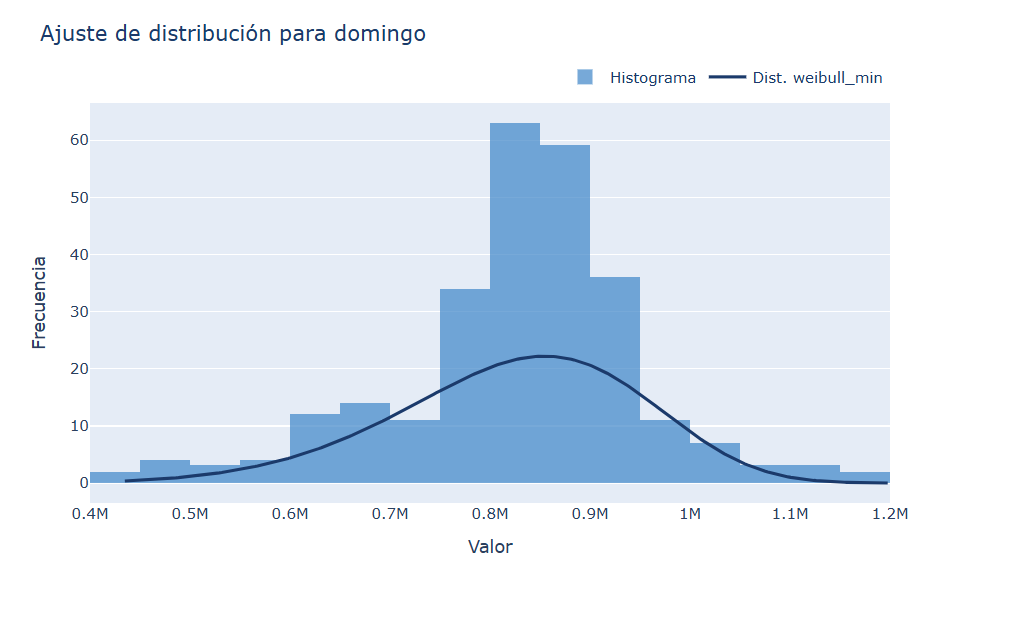 Ajuste de distribución para domingo
Histograma
Dist. weibull_min
60
50
40
30
20
10
0
Frecuencia
0.4M 0.5M 0.6M 0.7M 0.8M 0.9M 1M 1.1M 1.2M
Valor